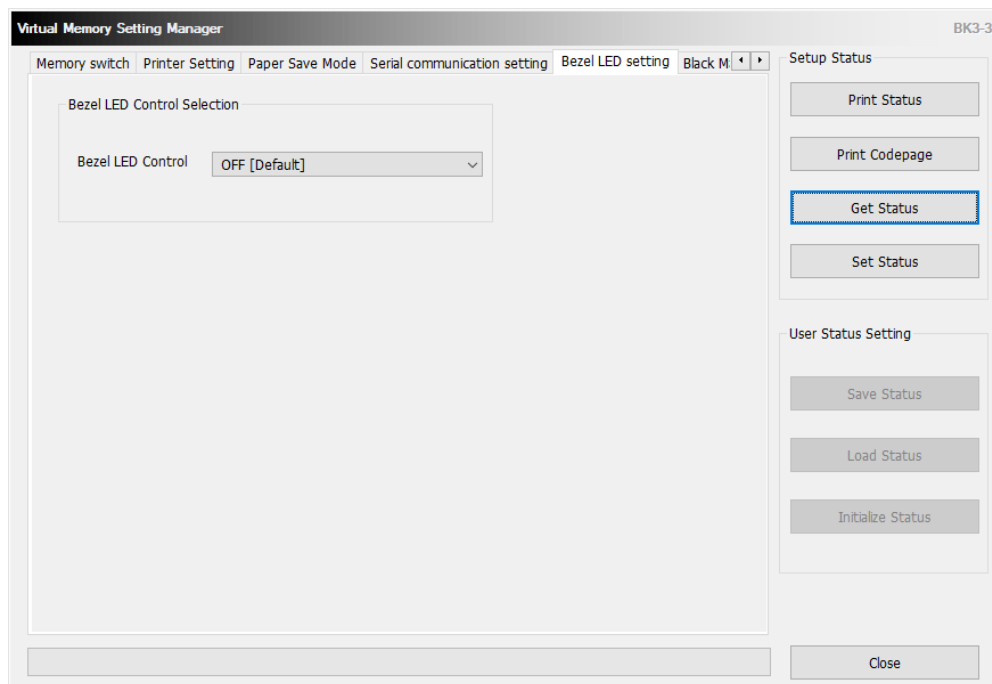 Virtual Memory Setting Manager
BK3-3
Memory switch
Printer Setting
Paper Save Mode
Serial communication setting
Bezel LED setting
Black M
Bezel LED Control Selection
Bezel LED Control
OFF [Default]
Setup Status
Print Status
Print Codepage
Get Status
Set Status
User Status Setting
Save Status
Load Status
Initialize Status
Close